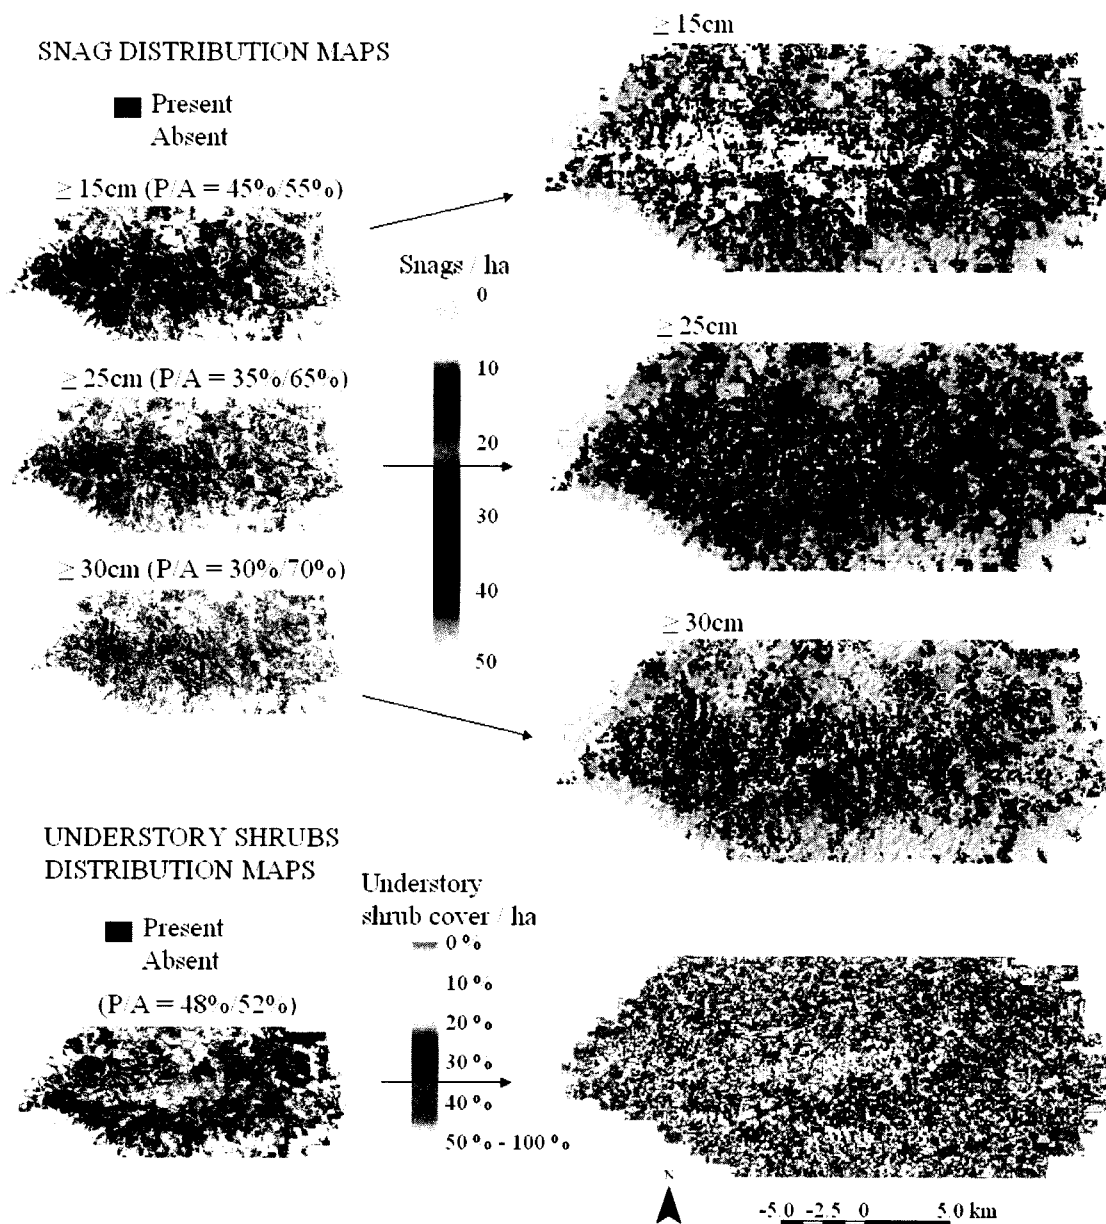 SNAG DISTRIBUTION MAPS
Present
Absent
≥ 15cm (P/A = 45%/55%)
≥ 25cm (P/A = 35%/65%)
≥ 30cm (P/A = 30%/70%)
Snags / ha
0
10
20
30
40
50
≥ 15cm
≥ 25cm
≥ 30cm
UNDERSTORY SHRUBS
DISTRIBUTION MAPS
Present
Absent
(P/A = 48%/52%)
Understory
shrub cover / ha
0 %
10 %
20 %
30 %
40 %
50 % - 100 %
N
-5.0 -2.5 0 5.0 km